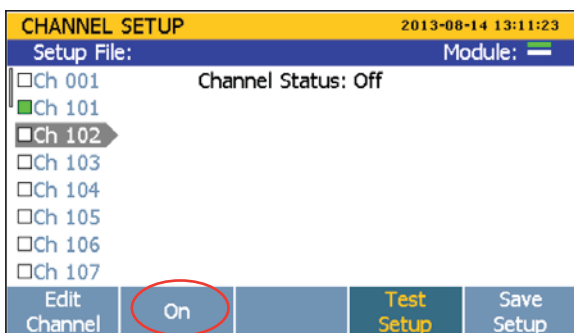 CHANNEL SETUP 2013-08-14 13:11:23
Setup File: Module:
Ch 001 Channel Status: Off
Ch 101
Ch 102
Ch 103
Ch 104
Ch 105
Ch 106
Ch 107
Edit Channel
On
Test Setup
Save Setup